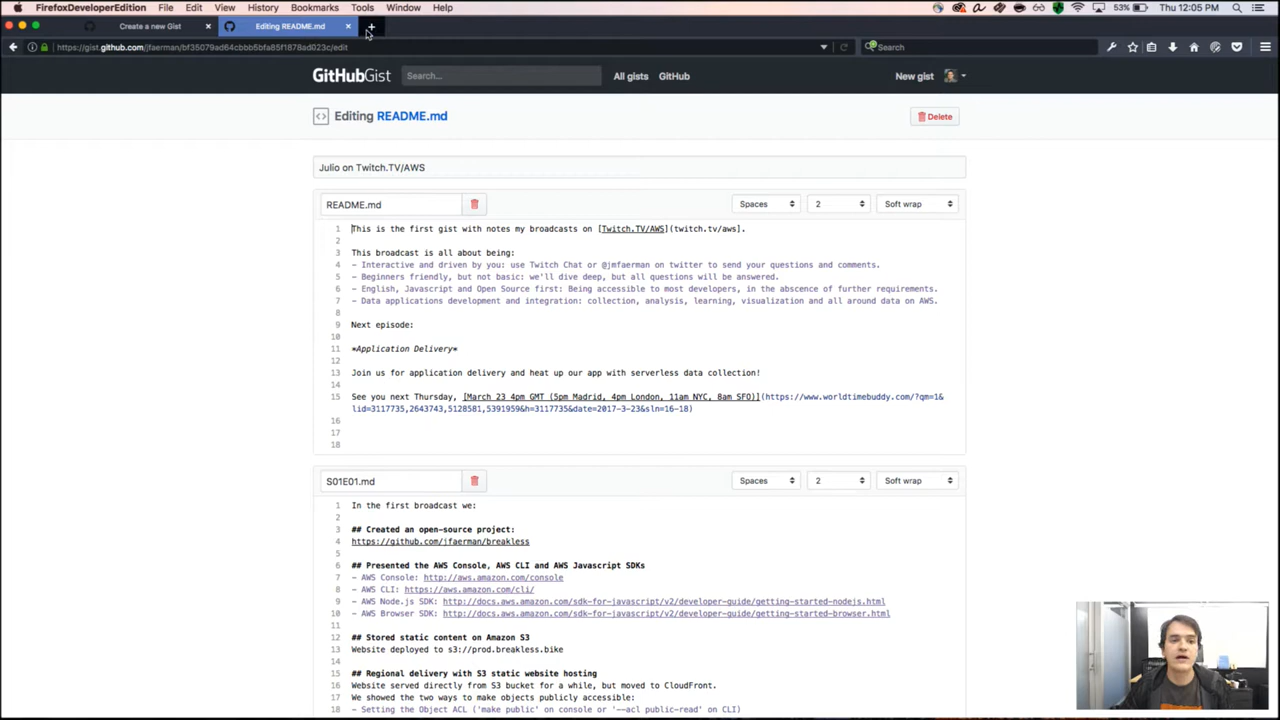 FirefoxDeveloperEdition File Edit View History Bookmarks Tools Window Help 53% Thu 12:05 PM
Create a new Gist × Editing README.md × +
https://gist.github.com/jfaerman/bf35079ad64cbbb5bfa85f1878ad023c/edit Search
GitHubGist Search... All gists GitHub New gist
Editing README.md Delete
Julio on Twitch.TV/AWS
README.md Spaces 2 Soft wrap
1 This is the first gist with notes my broadcasts on [Twitch.TV/AWS](twitch.tv/aws].
2
3 This broadcast is all about being:
4 - Interactive and driven by you: use Twitch Chat or @jmfaerman on twitter to send your questions and comments.
5 - Beginners friendly, but not basic: we'll dive deep, but all questions will be answered.
6 - English, Javascript and Open Source first: Being accessible to most developers, in the abscence of further requirements.
7 - Data applications development and integration: collection, analysis, learning, visualization and all around data on AWS.
8
9 Next episode:
10
11 *Application Delivery*
12
13 Join us for application delivery and heat up our app with serverless data collection!
14
15 See you next Thursday, [March 23 4pm GMT (5pm Madrid, 4pm London, 11am NYC, 8am SFO)](https://www.worldtimebuddy.com/?qm=1&
lid=3117735,2643743,5128581,5391959&h=3117735&date=2017-3-23&sln=16-18)
16
17
18
S01E01.md Spaces 2 Soft wrap
1 In the first broadcast we:
2
3 ## Created an open-source project:
4 https://github.com/jfaerman/breakless
5
6 ## Presented the AWS Console, AWS CLI and AWS Javascript SDKs
7 - AWS Console: http://aws.amazon.com/console
8 - AWS CLI: https://aws.amazon.com/cli/
9 - AWS Node.js SDK: http://docs.aws.amazon.com/sdk-for-javascript/v2/developer-guide/getting-started-nodejs.html
10 - AWS Browser SDK: http://docs.aws.amazon.com/sdk-for-javascript/v2/developer-guide/getting-started-browser.html
11
12 ## Stored static content on Amazon S3
13 Website deployed to s3://prod.breakless.bike
14
15 ## Regional delivery with S3 static website hosting
16 Website served directly from S3 bucket for a while, but moved to CloudFront.
17 We showed the two ways to make objects publicly accessible:
18 - Setting the Object ACL ('make public' on console or '--acl public-read' on CLI)